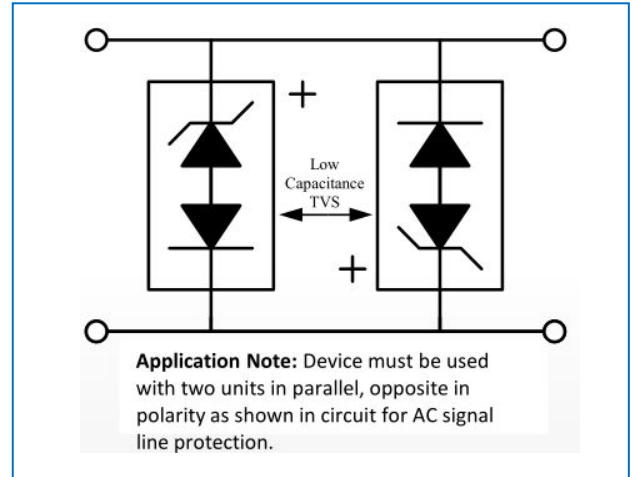 +
Low
Capacitance
TVS
+
Application Note: Device must be used
with two units in parallel, opposite in
polarity as shown in circuit for AC signal
line protection.